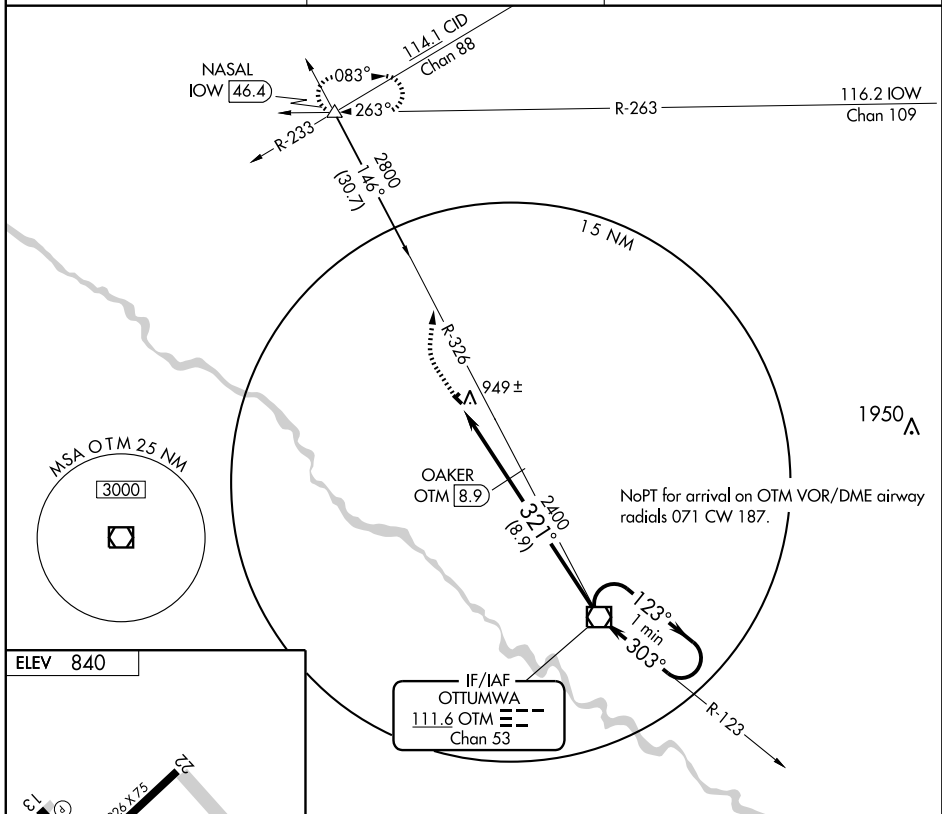 114.1 CID
Chan 88
NASAL
IOW 46.4
083°
263°
R-263
116.2 IOW
Chan 109
R-233
2800
146°
(30.7)
15 NM
R-326
949 ±
1950
MSA OTM 25 NM
3000
OAKER
OTM 8.9
2400
321°
(8.9)
NoPT for arrival on OTM VOR/DME airway
radials 071 CW 187.
123°
1 min
303°
ELEV 840
IF/IAF
OTTUMWA
111.6 OTM
Chan 53
R-123
22
13
P